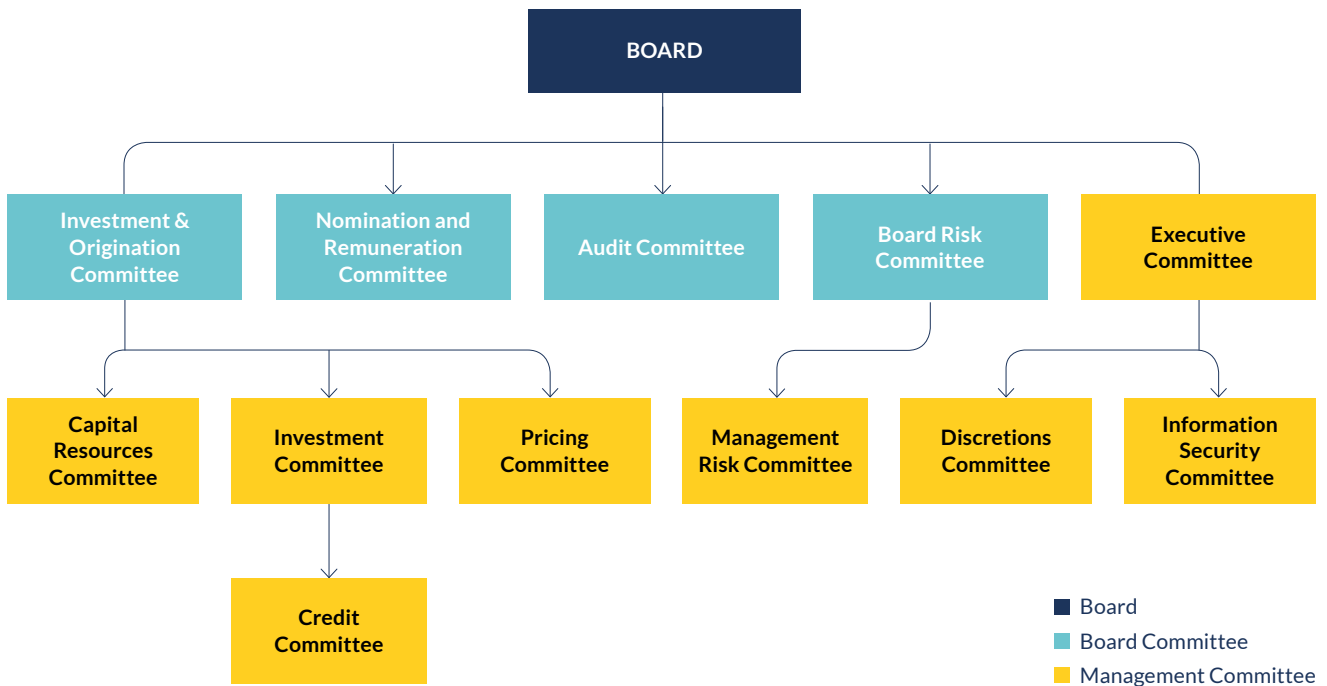 BOARD
Investment &
Origination
Committee
Nomination and
Remuneration
Committee
Audit Committee
Board Risk
Committee
Executive
Committee
Capital
Resources
Committee
Investment
Committee
Pricing
Committee
Management
Risk Committee
Discretions
Committee
Information
Security
Committee
Credit
Committee
Board
Board Committee
Management Committee